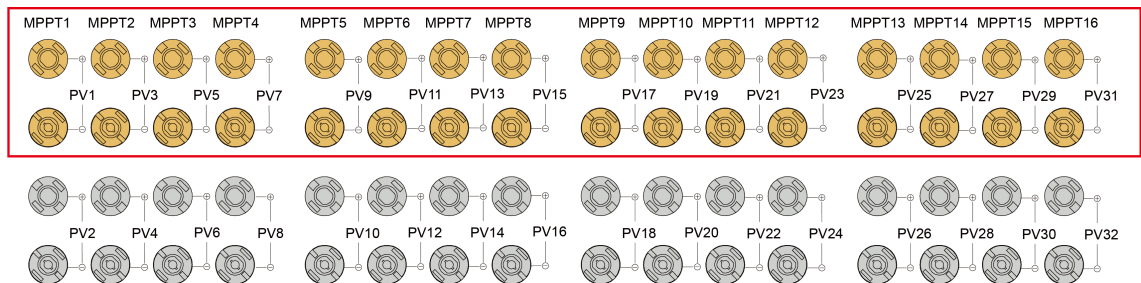 MPPT1 MPPT2 MPPT3 MPPT4 MPPT5 MPPT6 MPPT7 MPPT8 MPPT9 MPPT10 MPPT11 MPPT12 MPPT13 MPPT14 MPPT15 MPPT16
PV1 PV3 PV5 PV7 PV9 PV11 PV13 PV15 PV17 PV19 PV21 PV23 PV25 PV27 PV29 PV31
PV2 PV4 PV6 PV8 PV10 PV12 PV14 PV16 PV18 PV20 PV22 PV24 PV26 PV28 PV30 PV32